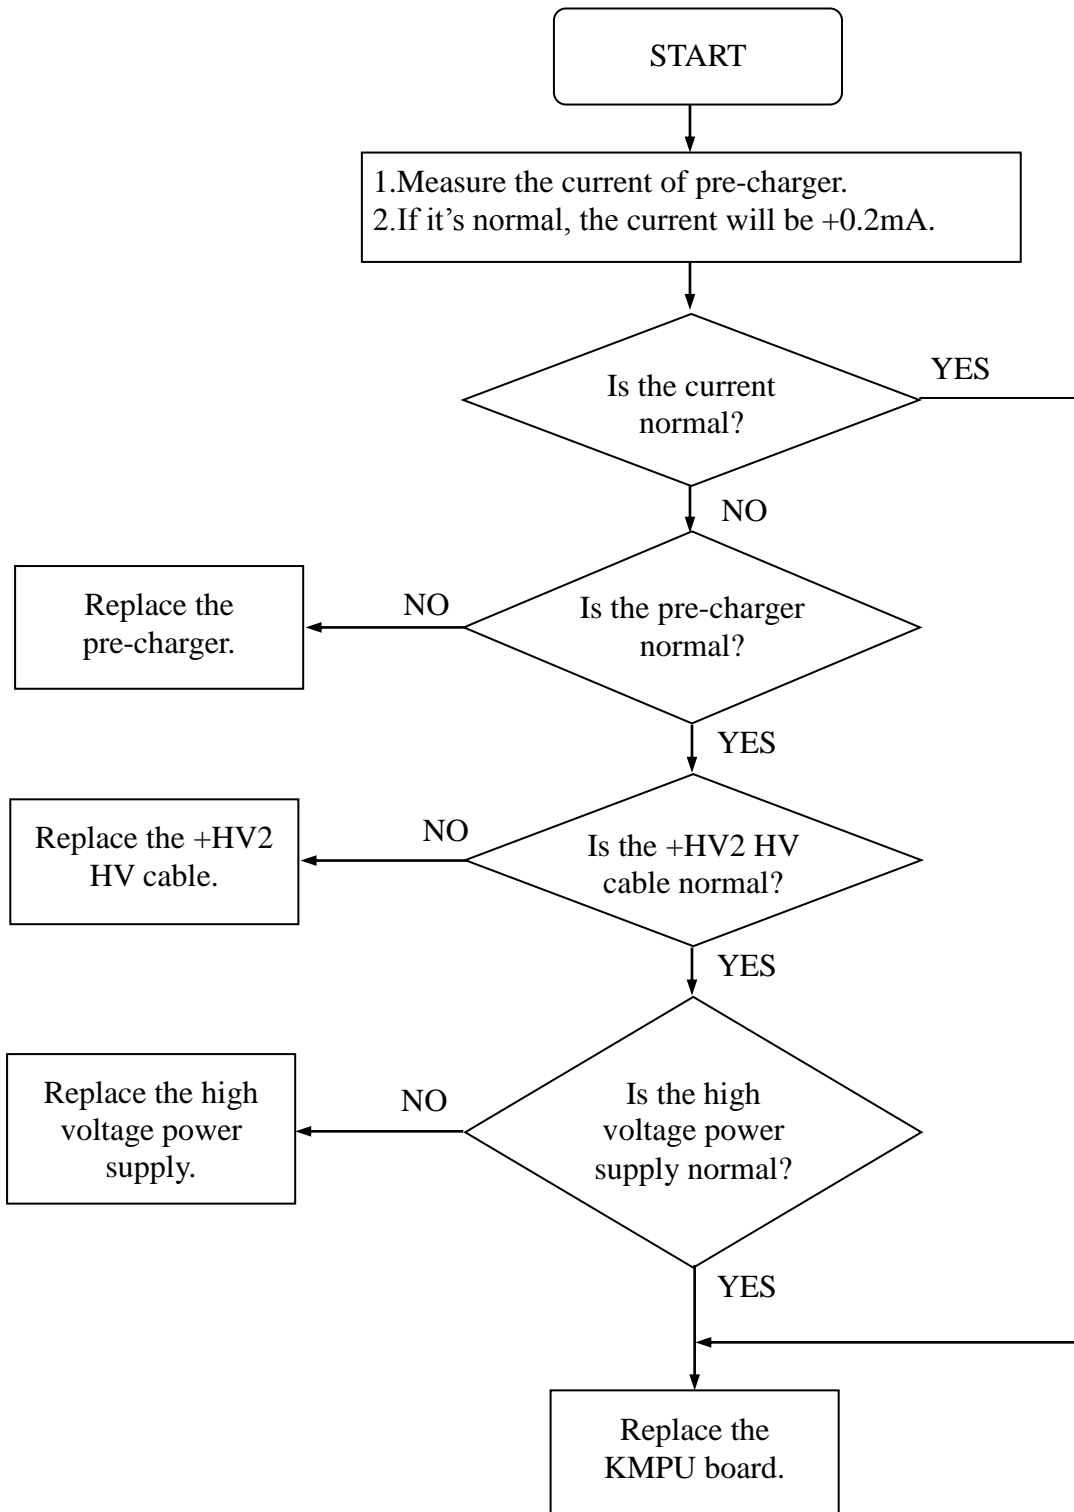 START
1.Measure the current of pre-charger.
2.If it’s normal, the current will be +0.2mA.
Is the current
normal?
YES
NO
Is the pre-charger
normal?
NO
Replace the
pre-charger.
YES
Is the +HV2 HV
cable normal?
NO
Replace the +HV2
HV cable.
YES
Is the high
voltage power
supply normal?
NO
Replace the high
voltage power
supply.
YES
Replace the
KMPU board.